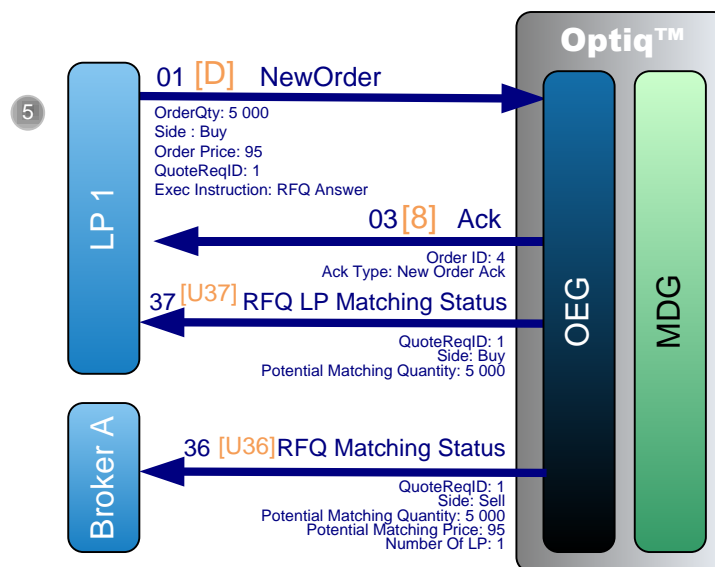 Optiq™
5
LP 1
01 [D] NewOrder
OrderQty: 5 000
Side : Buy
Order Price: 95
QuoteReqID: 1
Exec Instruction: RFQ Answer
03 [8] Ack
Order ID: 4
Ack Type: New Order Ack
37 [U37] RFQ LP Matching Status
QuoteReqID: 1
Side: Buy
Potential Matching Quantity: 5 000
OEG
MDG
Broker A
36 [U36] RFQ Matching Status
QuoteReqID: 1
Side: Sell
Potential Matching Quantity: 5 000
Potential Matching Price: 95
Number Of LP: 1